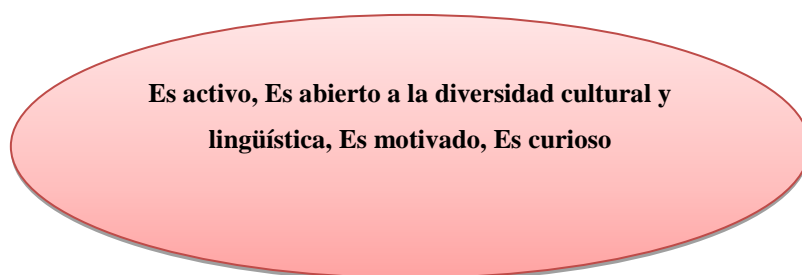 Es activo, Es abierto a la diversidad cultural y
lingüística, Es motivado, Es curioso